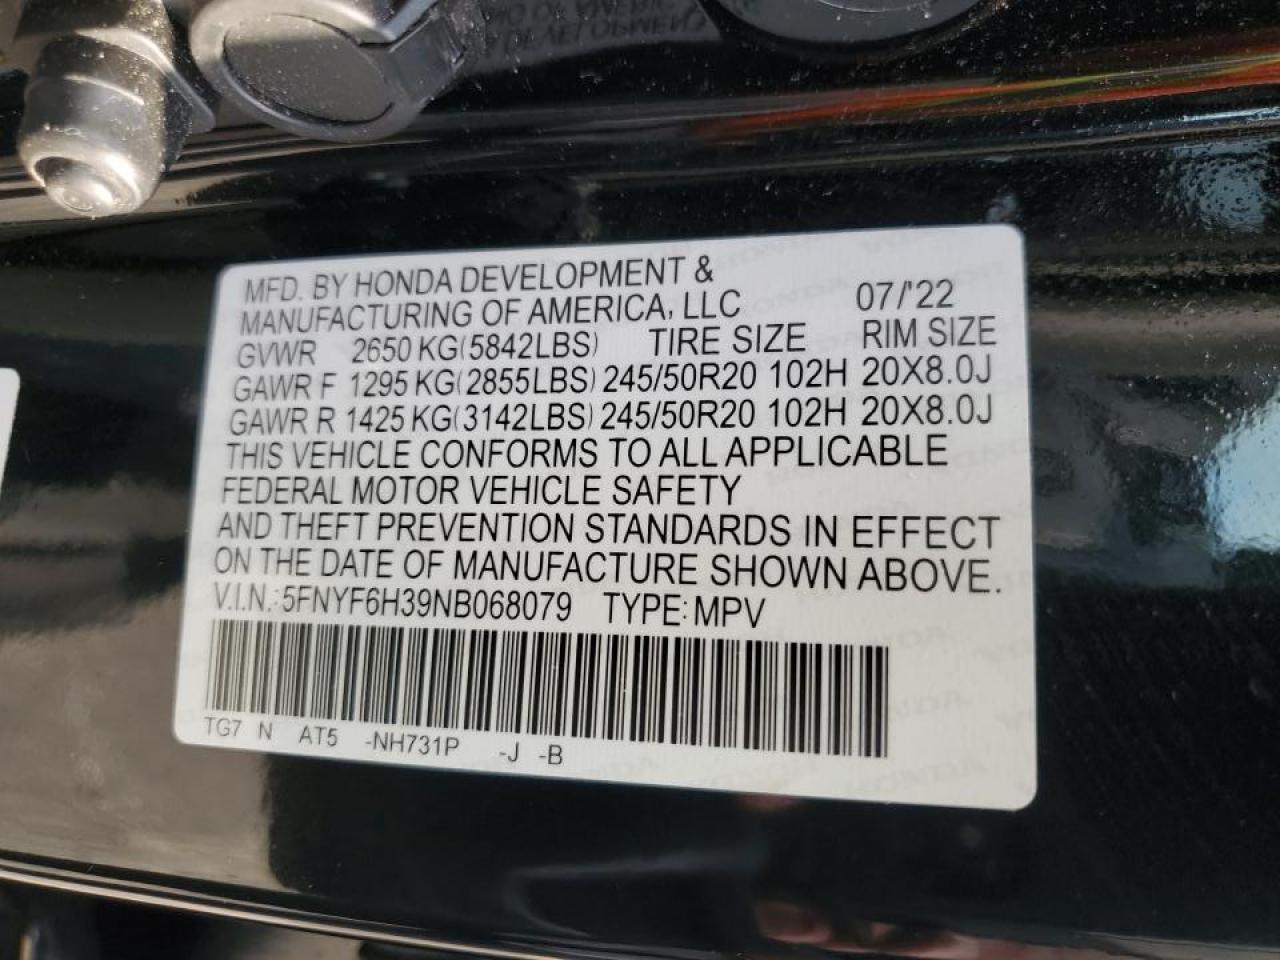 MFD. BY HONDA DEVELOPMENT &
MANUFACTURING OF AMERICA, LLC 07/'22
GVWR 2650 KG(5842LBS) TIRE SIZE RIM SIZE
GAWR F 1295 KG(2855LBS) 245/50R20 102H 20X8.0J
GAWR R 1425 KG(3142LBS) 245/50R20 102H 20X8.0J
THIS VEHICLE CONFORMS TO ALL APPLICABLE
FEDERAL MOTOR VEHICLE SAFETY
AND THEFT PREVENTION STANDARDS IN EFFECT
ON THE DATE OF MANUFACTURE SHOWN ABOVE.
V.I.N.:5FNYF6H39NB068079 TYPE:MPV
TG7 N AT5 -NH731P -J -B